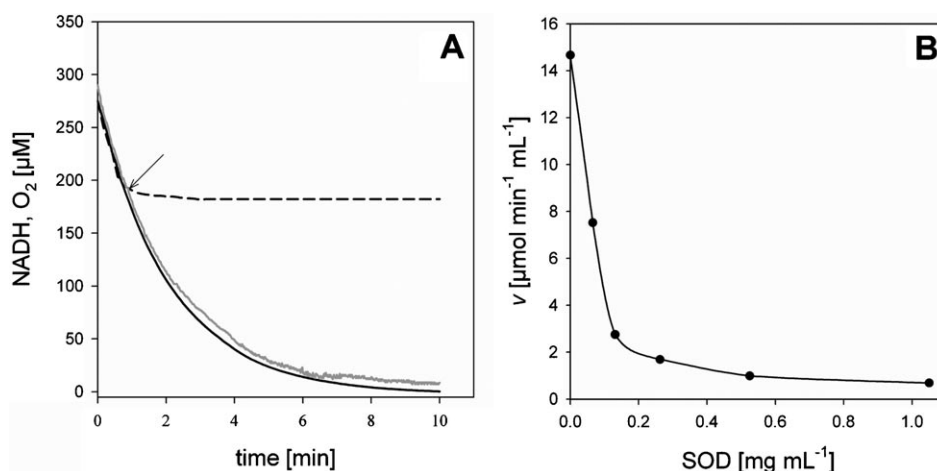 A
350
300
250
200
150
100
50
0
NADH, O₂ [µM]
0 2 4 6 8 10
time [min]
B
16
14
12
10
8
6
4
2
0
v [µmol min⁻¹ mL⁻¹]
0.0 0.2 0.4 0.6 0.8 1.0
SOD [mg mL⁻¹]